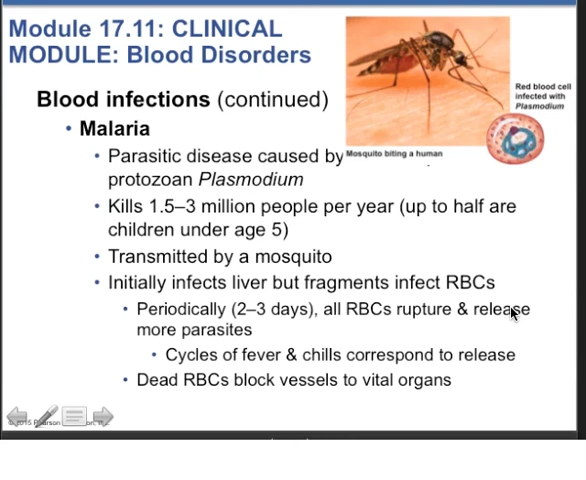 Module 17.11: CLINICAL
MODULE: Blood Disorders
Blood infections (continued)
• Malaria
• Parasitic disease caused by
protozoan Plasmodium
• Kills 1.5–3 million people per year (up to half are
children under age 5)
• Transmitted by a mosquito
• Initially infects liver but fragments infect RBCs
• Periodically (2–3 days), all RBCs rupture & release
more parasites
• Cycles of fever & chills correspond to release
• Dead RBCs block vessels to vital organs
Mosquito biting a human
Red blood cell
infected with
Plasmodium
© 2015